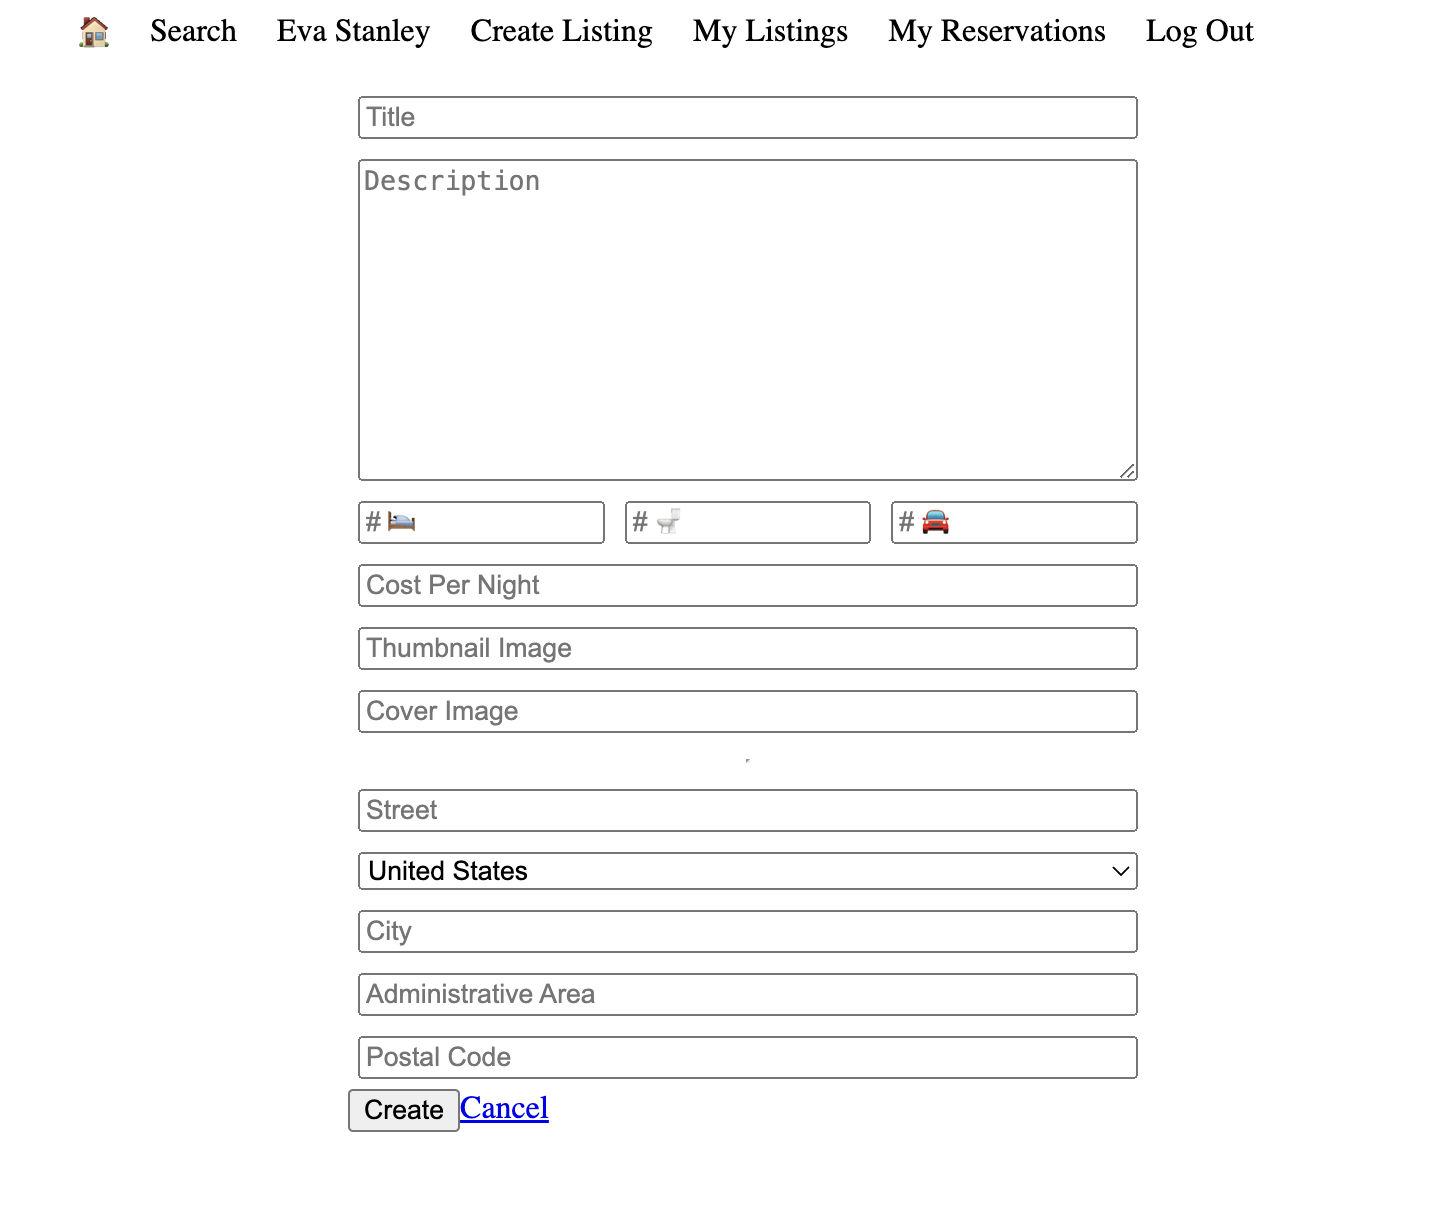 🏠 Search Eva Stanley Create Listing My Listings My Reservations Log Out
Title
Description
# 🛏️ # 🚽 # 🚘
Cost Per Night
Thumbnail Image
Cover Image
Street
United States
City
Administrative Area
Postal Code
Create Cancel